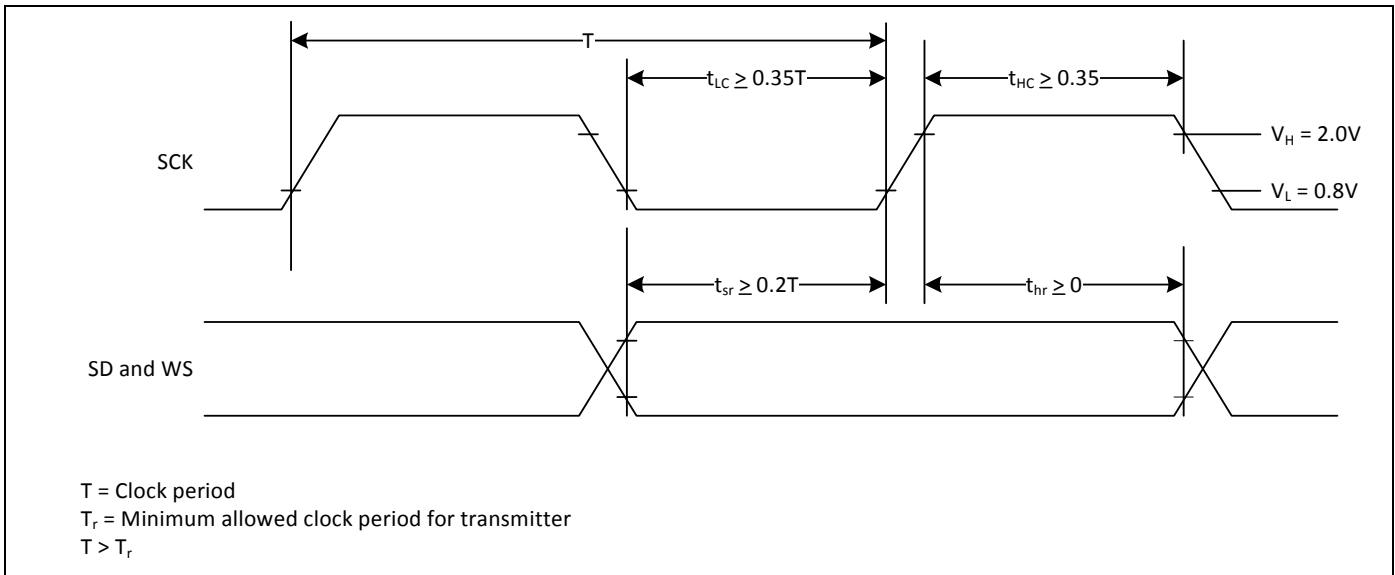 T
t_LC ≥ 0.35T
t_HC ≥ 0.35
SCK
V_H = 2.0V
V_L = 0.8V
t_sr ≥ 0.2T
t_hr ≥ 0
SD and WS
T = Clock period
T_r = Minimum allowed clock period for transmitter
T > T_r